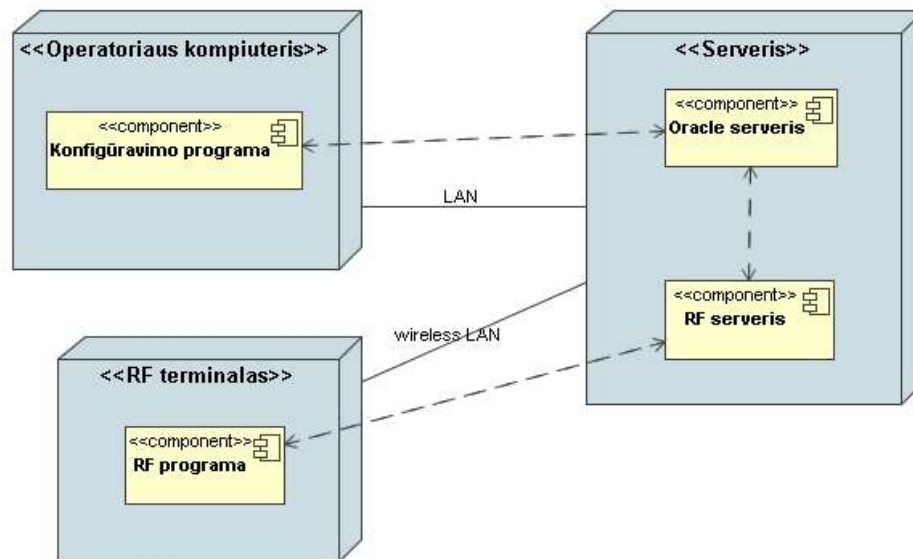 <<Operatoriaus kompiuteris>>
<<component>>
Konfigūravimo programa
<<Serveris>>
<<component>>
Oracle serveris
LAN
<<component>>
RF serveris
wireless LAN
<<RF terminalas>>
<<component>>
RF programa